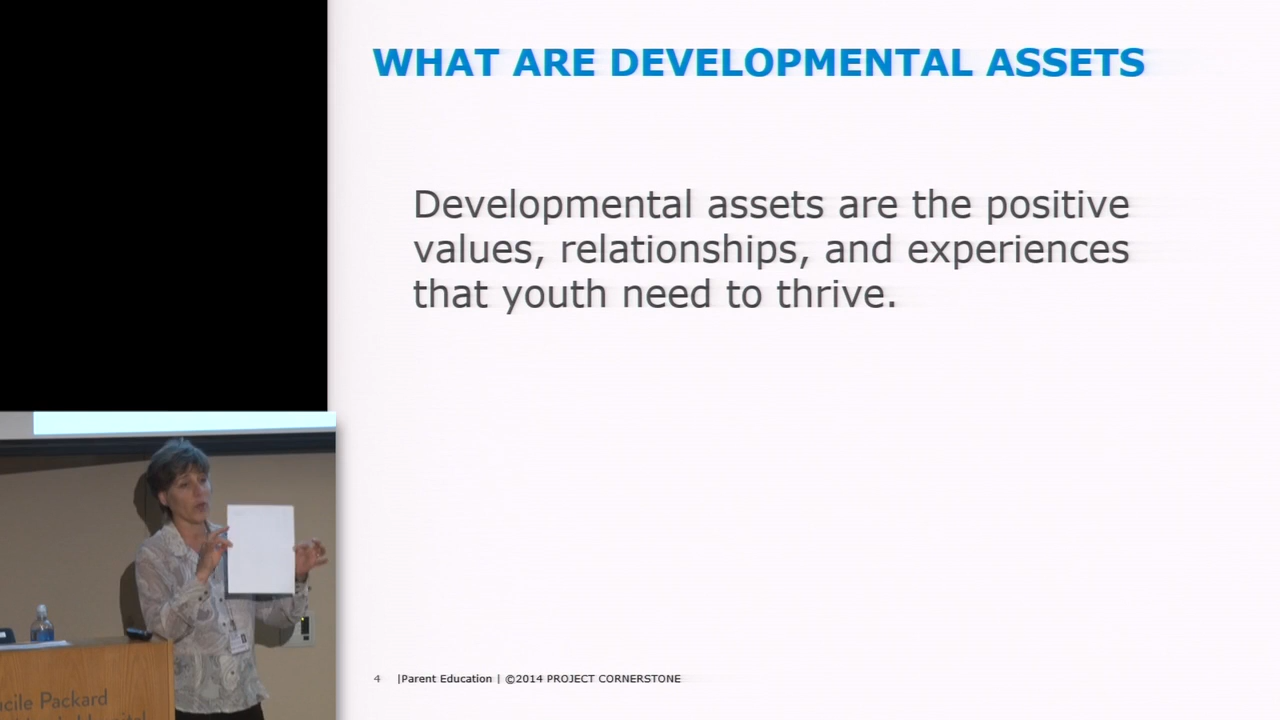 WHAT ARE DEVELOPMENTAL ASSETS
Developmental assets are the positive
values, relationships, and experiences
that youth need to thrive.
4 |Parent Education | ©2014 PROJECT CORNERSTONE
Packard